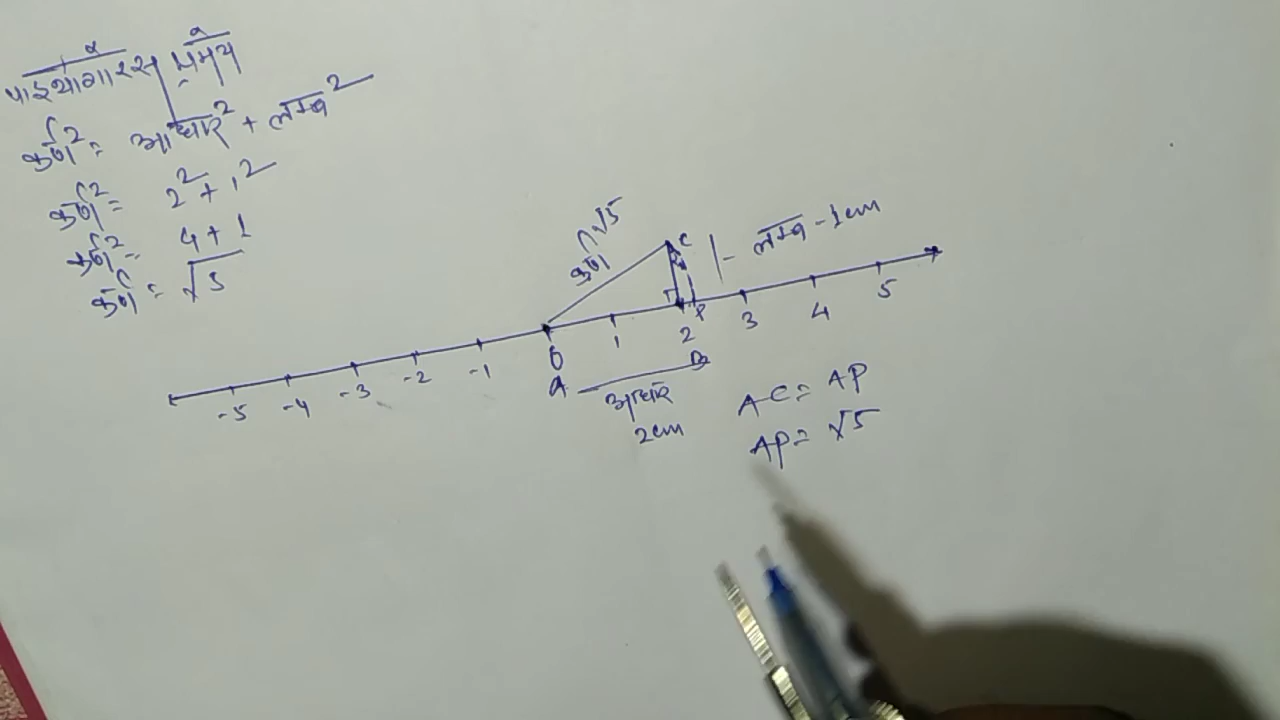 पाइथागोरस प्रमेय
कर्ण² = आधार² + लम्ब²
कर्ण² = 2² + 1²
कर्ण² = 4 + 1
कर्ण = √5
कर्ण √5
C
लम्ब - 1cm
-5 -4 -3 -2 -1 0 1 2 P 3 4 5
A B
आधार
2cm
AC = AP
AP = √5